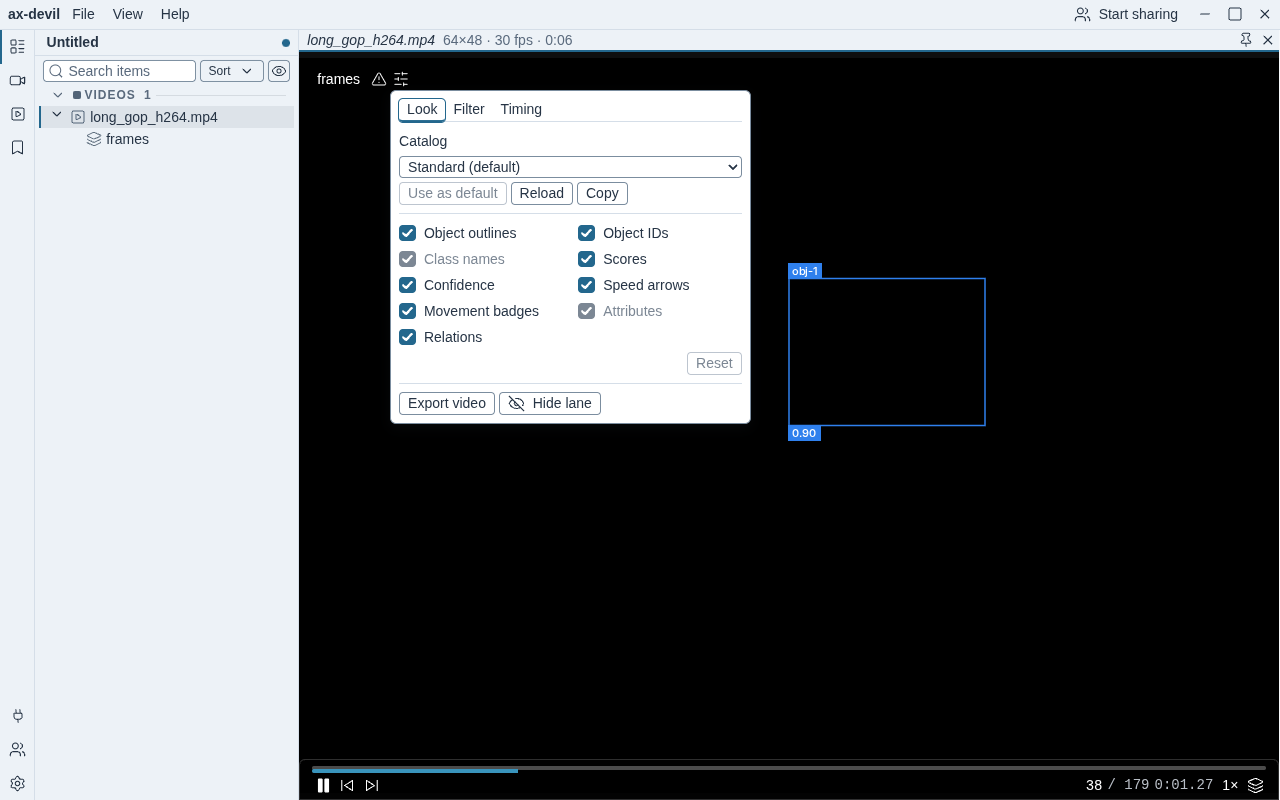 ax-devil File View Help Start sharing
Untitled
long_gop_h264.mp4 64×48 · 30 fps · 0:06
Search items Sort
VIDEOS 1
long_gop_h264.mp4
frames
frames
Look Filter Timing
Catalog
Standard (default)
Use as default Reload Copy
Object outlines Object IDs
Class names Scores
Confidence Speed arrows
Movement badges Attributes
Relations
Reset
Export video Hide lane
obj-1
0.90
38 / 179 0:01.27 1×